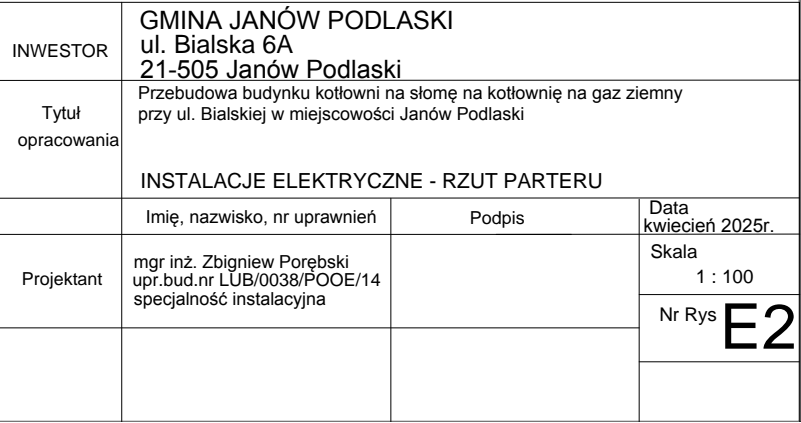 INWESTOR
GMINA JANÓW PODLASKI
ul. Bialska 6A
21-505 Janów Podlaski
Tytuł
opracowania
Przebudowa budynku kotłowni na słomę na kotłownię na gaz ziemny
przy ul. Bialskiej w miejscowości Janów Podlaski
INSTALACJE ELEKTRYCZNE - RZUT PARTERU
Imię, nazwisko, nr uprawnień
Podpis
Data
kwiecień 2025r.
Projektant
mgr inż. Zbigniew Porębski
upr.bud.nr LUB/0038/POOE/14
specjalność instalacyjna
Skala
1 : 100
Nr Rys E2